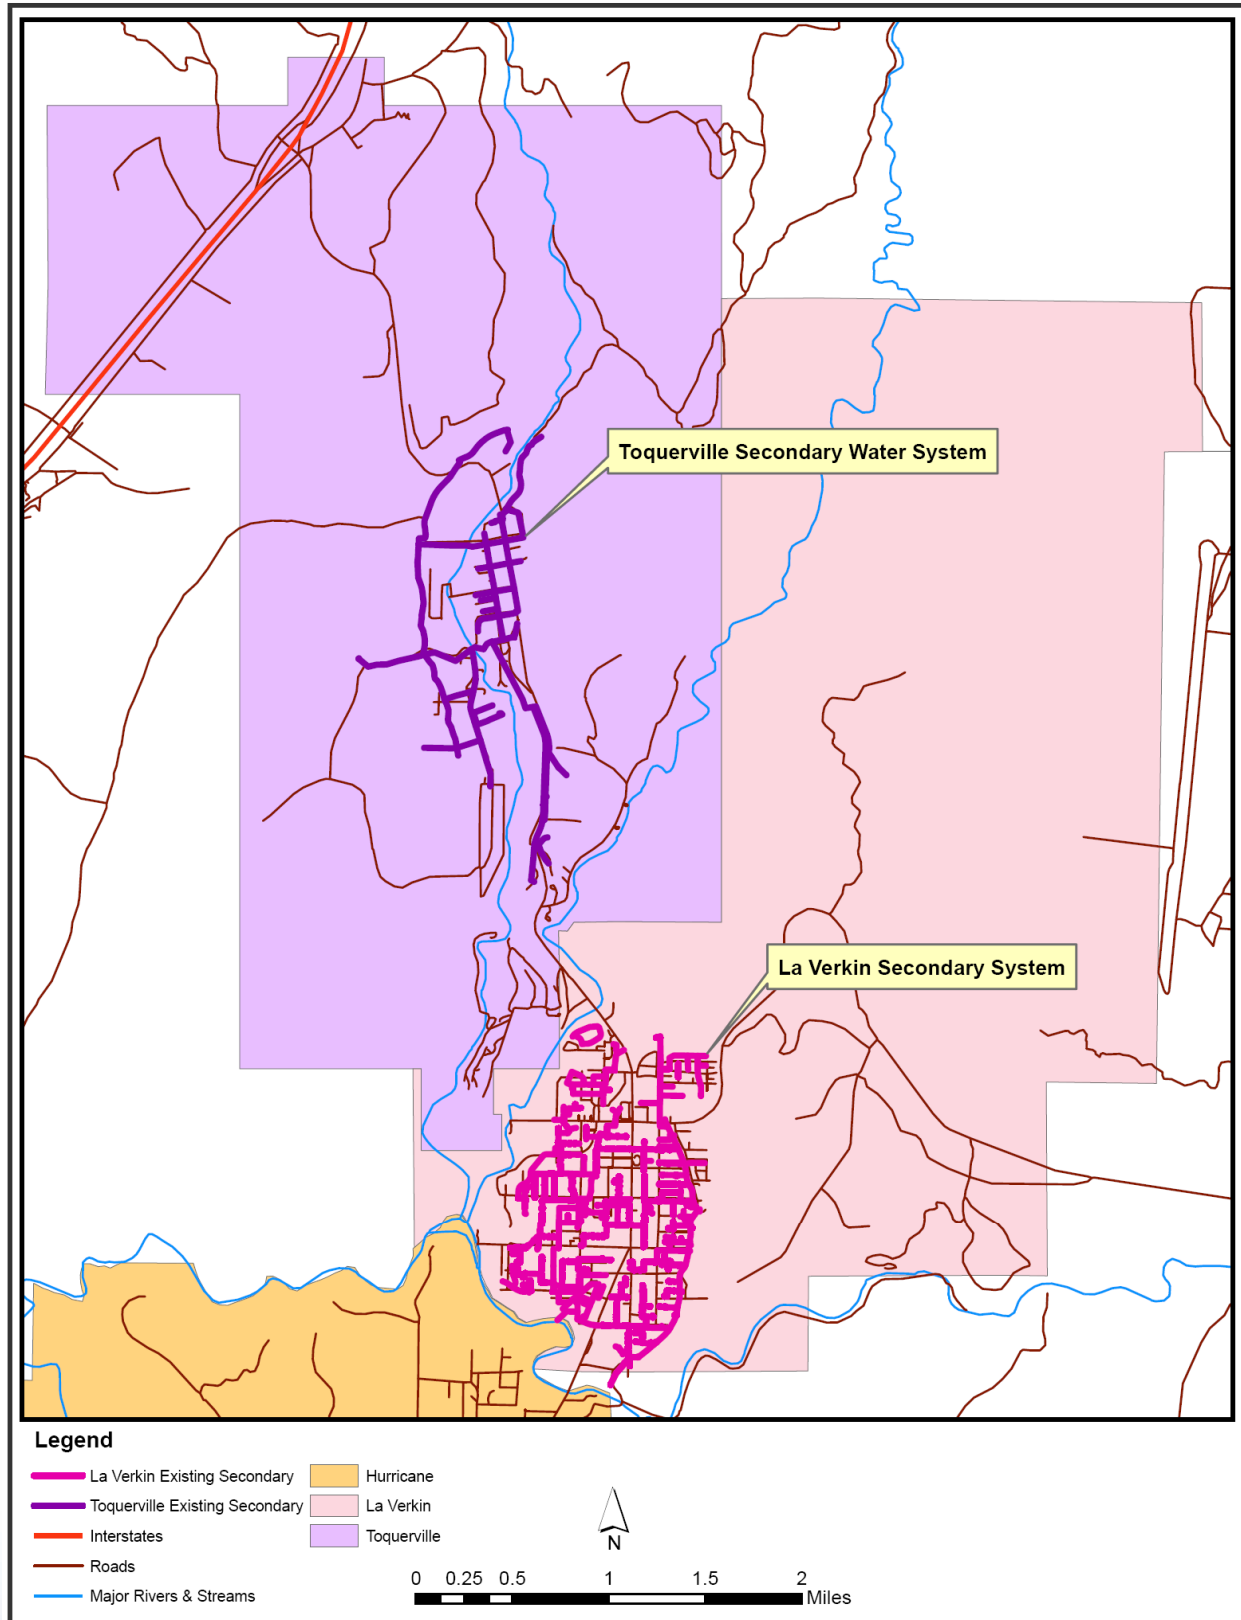 Toquerville Secondary Water System
La Verkin Secondary System
Legend
La Verkin Existing Secondary
Toquerville Existing Secondary
Interstates
Roads
Major Rivers & Streams
Hurricane
La Verkin
Toquerville
N
0 0.25 0.5 1 1.5 2
Miles